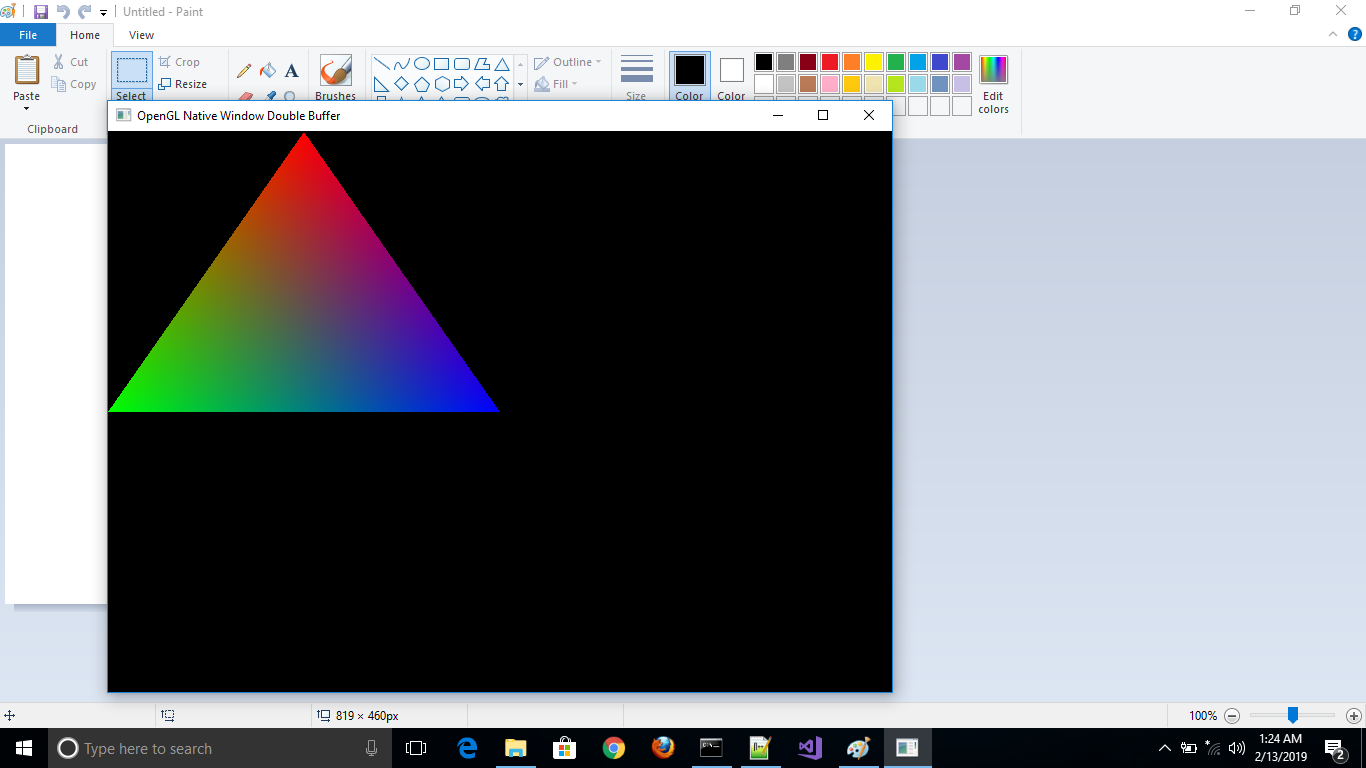 Untitled - Paint
File Home View
Paste
Cut
Copy
Clipboard
Select
Crop
Resize
A
Brushes
Outline
Fill
Size
Color
Color
Edit
colors
OpenGL Native Window Double Buffer
819 × 460px
100%
Type here to search
1:24 AM
2/13/2019
2